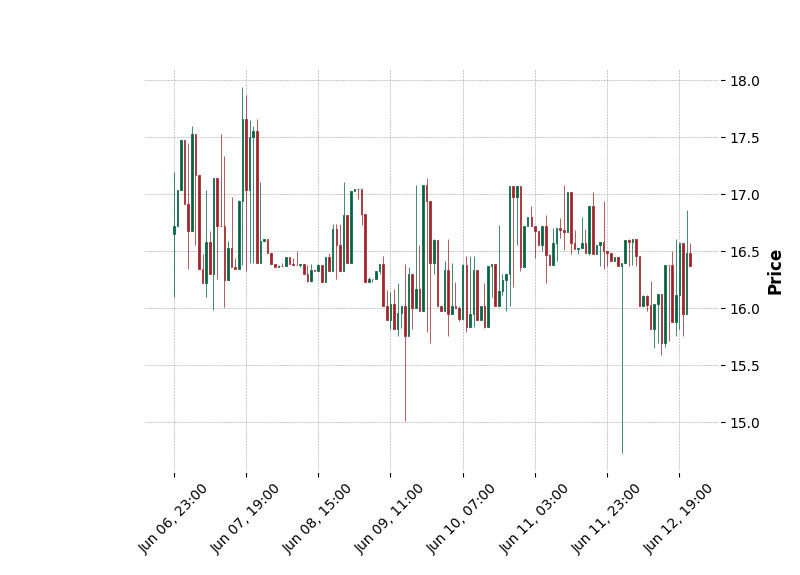 18.0
17.5
17.0
16.5
16.0
15.5
15.0
Price
Jun 06, 23:00
Jun 07, 19:00
Jun 08, 15:00
Jun 09, 11:00
Jun 10, 07:00
Jun 11, 03:00
Jun 11, 23:00
Jun 12, 19:00